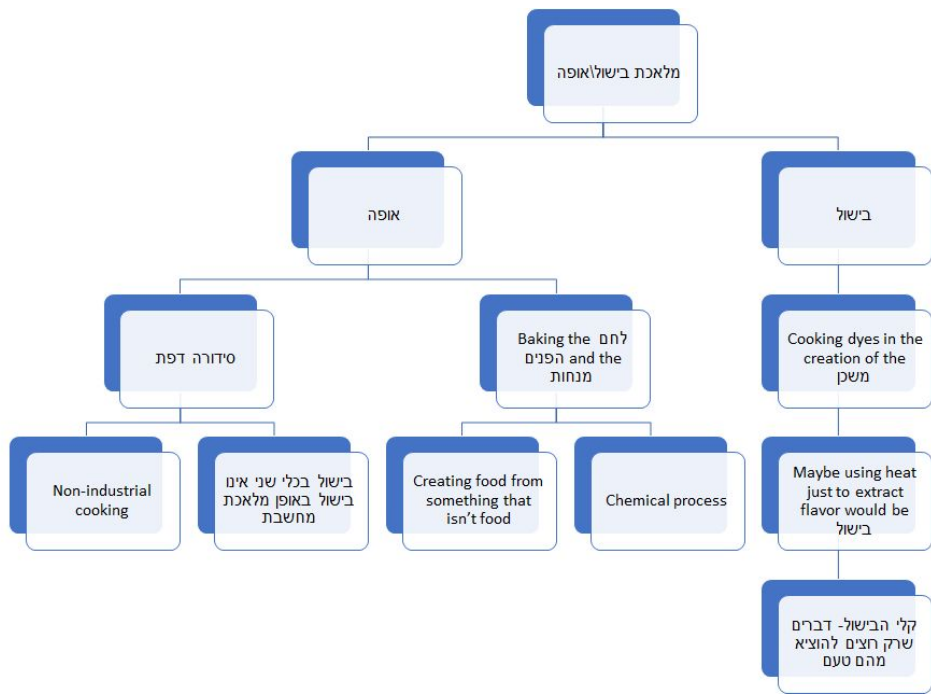 מלאכת בישול\אופה
אופה
בישול
סידורה דפת
Baking the לחם
הפנים and the
מנחות
Cooking dyes in the
creation of the
משכן
Non-industrial
cooking
בישול בכלי שני אינו
בישול באופן מלאכת
מחשבת
Creating food from
something that
isn't food
Chemical process
Maybe using heat
just to extract
flavor would be
בישול
קלי הבישול- דברים
שרק רוצים להוציא
מהם טעם